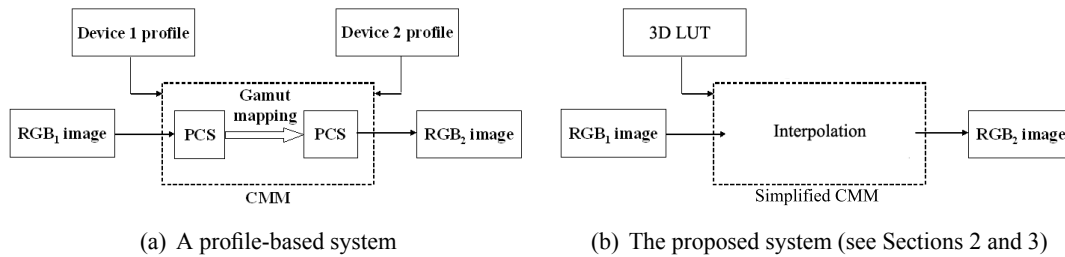 Device 1 profile
Device 2 profile
Gamut
mapping
RGB₁ image
PCS
PCS
RGB₂ image
CMM
(a) A profile-based system
3D LUT
RGB₁ image
Interpolation
RGB₂ image
Simplified CMM
(b) The proposed system (see Sections 2 and 3)